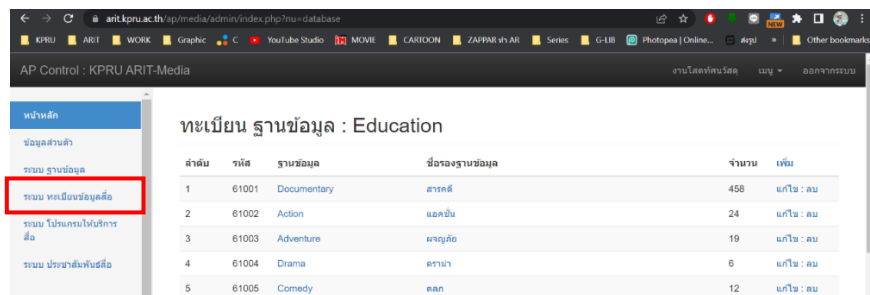 arit.kpru.ac.th/ap/media/admin/index.php?nu=database
NEW
KPRU ARIT WORK Graphic C YouTube Studio MOVIE CARTOON ZAPPAR ทำ AR Series G-LIB Photopea | Online... สรุป » Other bookmarks
AP Control : KPRU ARIT-Media งานโสตทัศนวัสดุ เมนู ออกจากระบบ
หน้าหลัก
ข้อมูลส่วนตัว
ระบบ ฐานข้อมูล
ระบบ ทะเบียนข้อมูลสื่อ
ระบบ โปรแกรมให้บริการ
สื่อ
ระบบ ประชาสัมพันธ์สื่อ
ทะเบียน ฐานข้อมูล : Education
ลำดับ รหัส ฐานข้อมูล ชื่อรองฐานข้อมูล จำนวน เพิ่ม
1 61001 Documentary สารคดี 458 แก้ไข : ลบ
2 61002 Action แอคชั่น 24 แก้ไข : ลบ
3 61003 Adventure ผจญภัย 19 แก้ไข : ลบ
4 61004 Drama ดราม่า 6 แก้ไข : ลบ
5 61005 Comedy ตลก 12 แก้ไข : ลบ